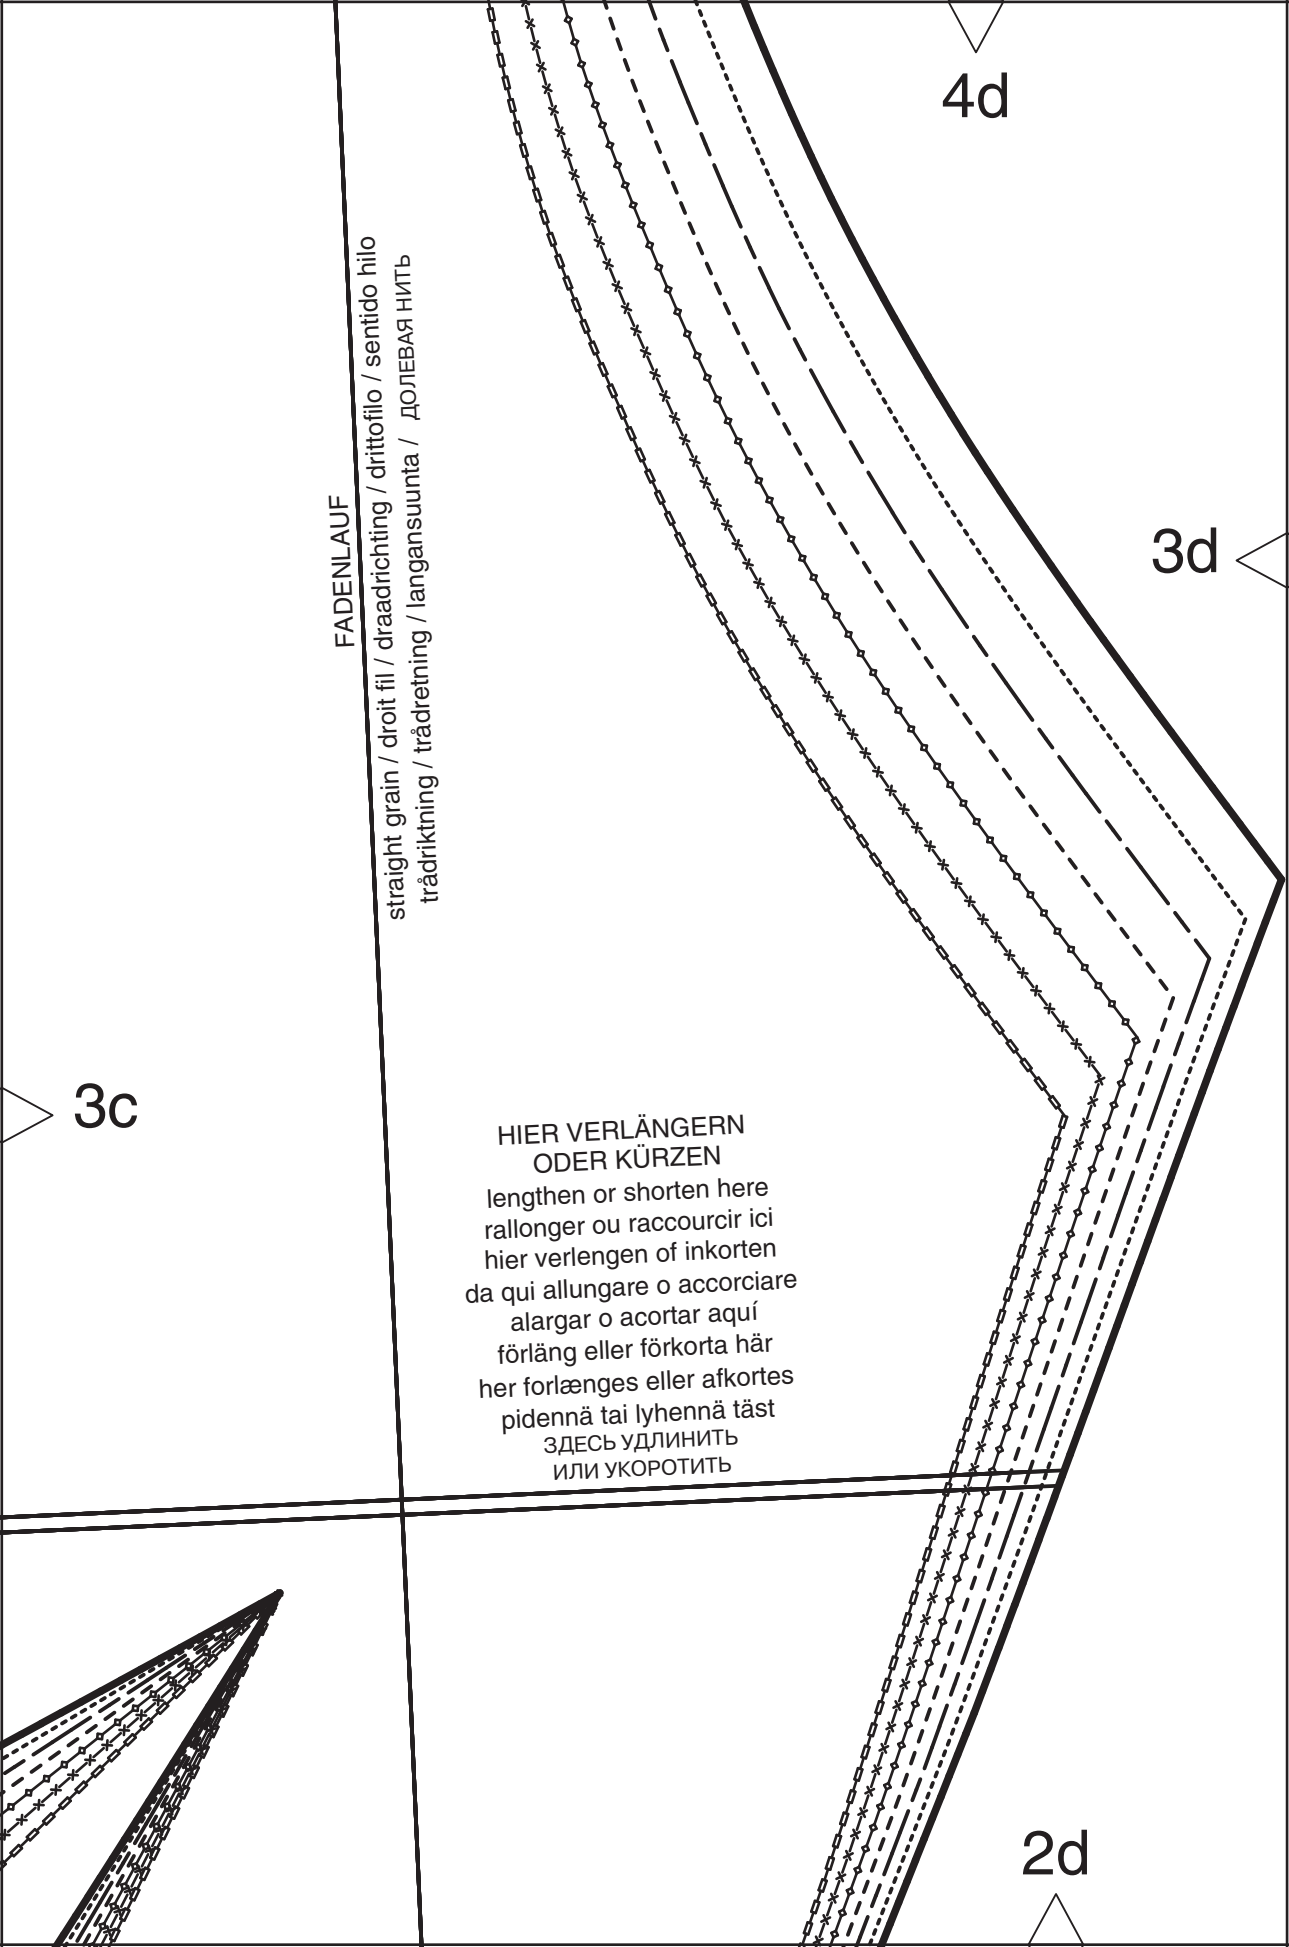 4d
3d
FADENLAUF
straight grain / droit fil / draadrichting / drittofilo / sentido hilo
trådriktning / trådretning / langansuunta / ДОЛЕВАЯ НИТЬ
3c
HIER VERLÄNGERN
ODER KÜRZEN
lengthen or shorten here
rallonger ou raccourcir ici
hier verlengen of inkorten
da qui allungare o accorciare
alargar o acortar aquí
förläng eller förkorta här
her forlænges eller afkortes
pidennä tai lyhennä täst
ЗДЕСЬ УДЛИНИТЬ
ИЛИ УКОРОТИТЬ
2d